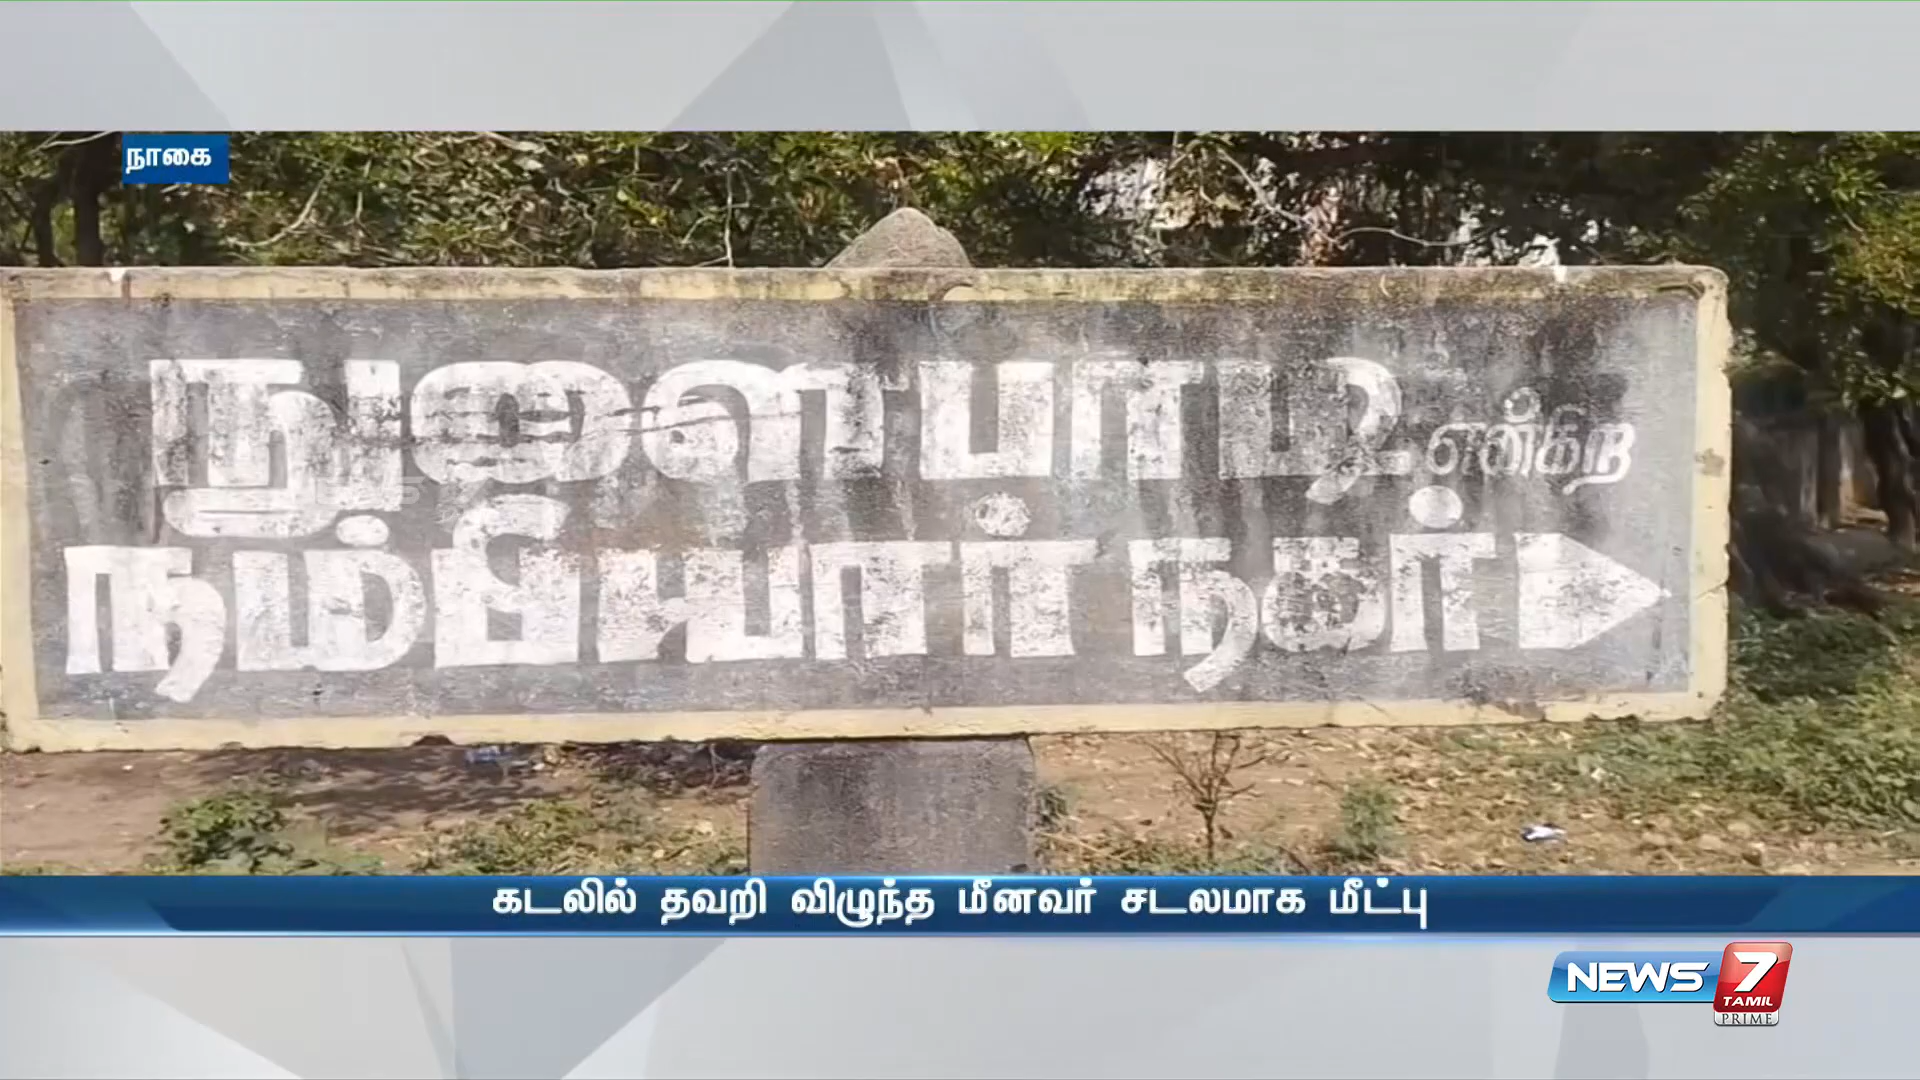 நாகை
நுளைபாடி என்கிற
நம்பியார் நகர்
கடலில் தவறி விழுந்த மீனவர் சடலமாக மீட்பு
NEWS 7
TAMIL
PRIME